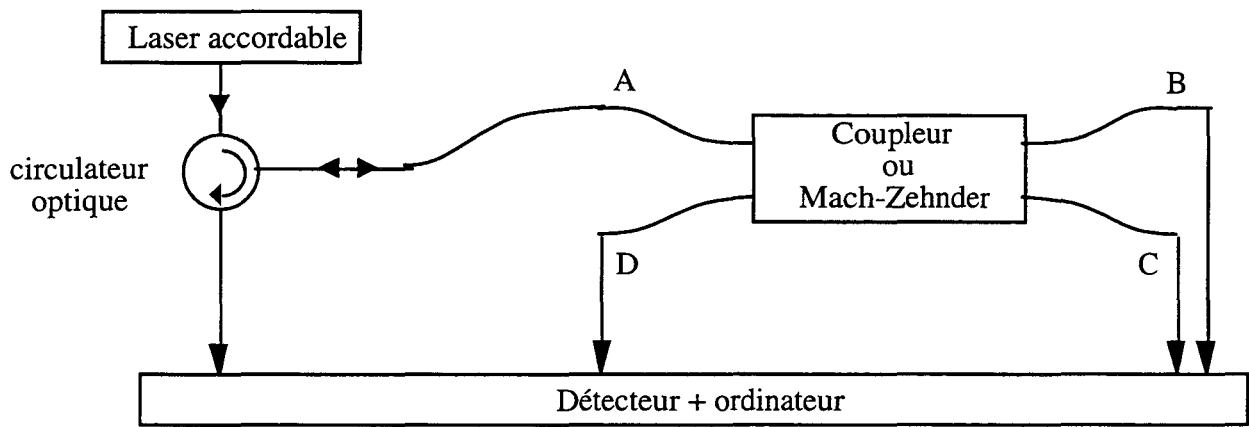 Laser accordable
A
B
circulateur
optique
Coupleur
ou
Mach-Zehnder
D
C
Détecteur + ordinateur